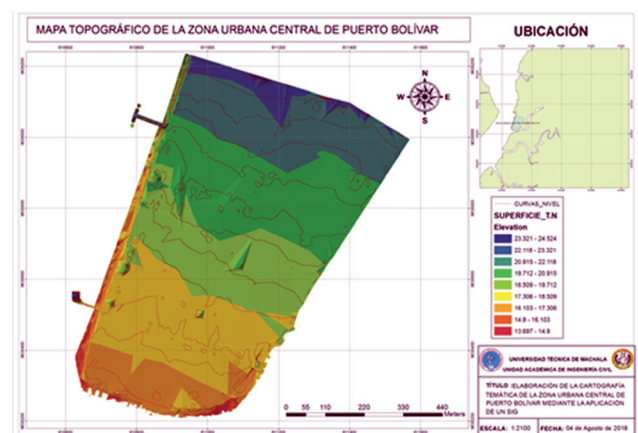 MAPA TOPOGRÁFICO DE LA ZONA URBANA CENTRAL DE PUERTO BOLÍVAR
UBICACIÓN
N
W E
S
CURVAS_NIVEL
SUPERFICIE_T.N
Elevation
23.321 - 24.524
22.118 - 23.321
20.915 - 22.118
19.712 - 20.915
18.509 - 19.712
17.306 - 18.509
16.103 - 17.306
14.9 - 16.103
13.697 - 14.9
0 55 110 220 330 440
Meters
UNIVERSIDAD TÉCNICA DE MACHALA
UNIDAD ACADÉMICA DE INGENIERÍA CIVIL
TÍTULO :ELABORACIÓN DE LA CARTOGRAFÍA
TEMÁTICA DE LA ZONA URBANA CENTRAL DE
PUERTO BOLÍVAR MEDIANTE LA APLICACIÓN
DE UN SIG
ESCALA: 1:2100 FECHA: 04 de Agosto de 2016